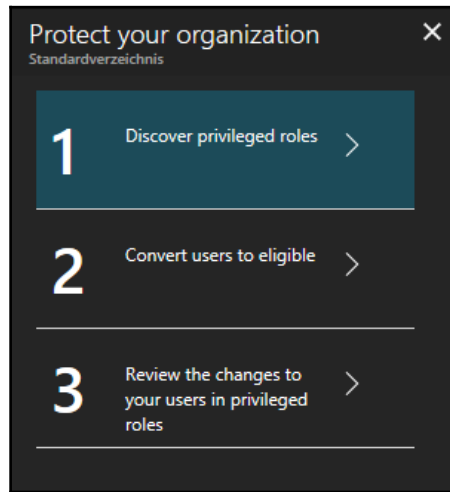 Protect your organization
Standardverzeichnis
1
Discover privileged roles
2
Convert users to eligible
3
Review the changes to
your users in privileged
roles